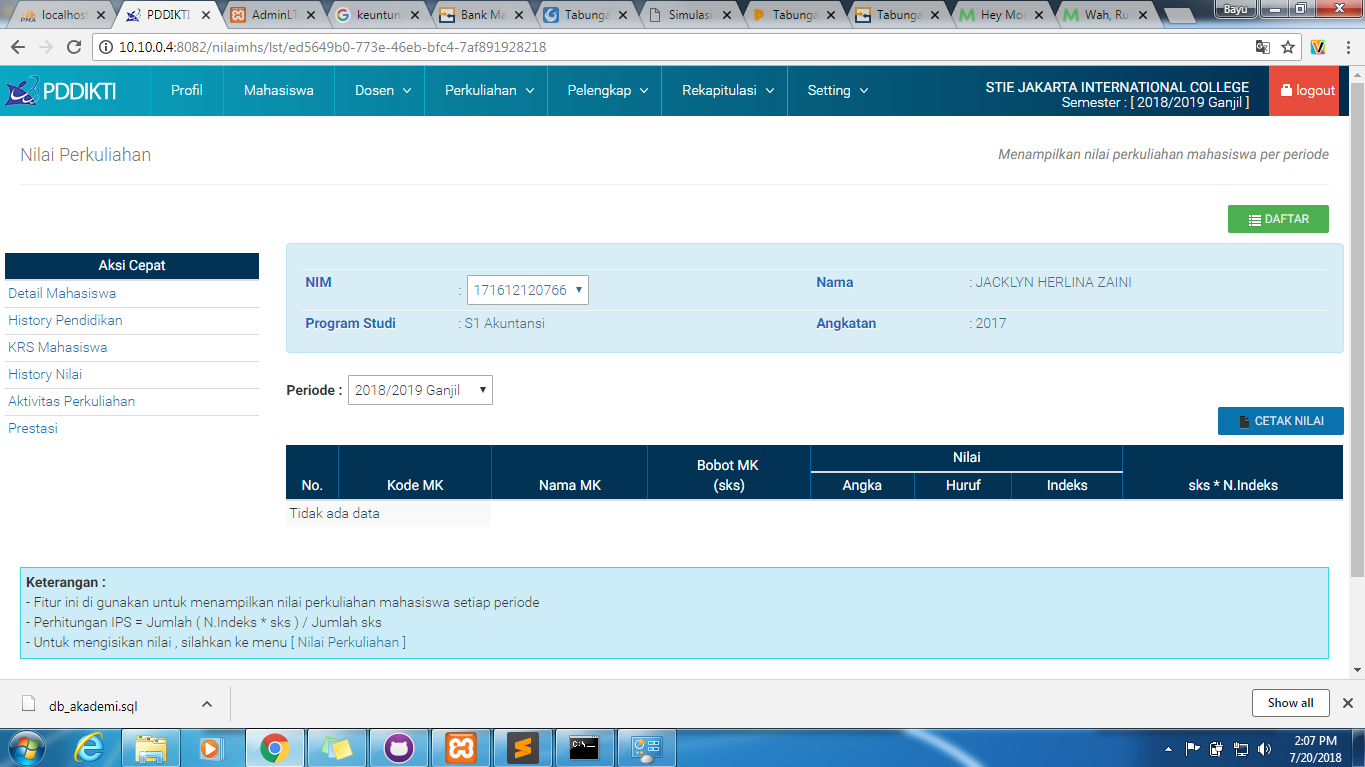 localhost
PDDIKTI
AdminLT
keuntun
Bank Ma
Tabunga
Simulasi
Tabunga
Tabunga
Hey Mo
Wah, Ru
Bayu
10.10.0.4:8082/nilaimhs/lst/ed5649b0-773e-46eb-bfc4-7af891928218
PDDIKTI
Profil
Mahasiswa
Dosen
Perkuliahan
Pelengkap
Rekapitulasi
Setting
STIE JAKARTA INTERNATIONAL COLLEGE
Semester : [ 2018/2019 Ganjil ]
logout
Nilai Perkuliahan
Menampilkan nilai perkuliahan mahasiswa per periode
DAFTAR
Aksi Cepat
Detail Mahasiswa
History Pendidikan
KRS Mahasiswa
History Nilai
Aktivitas Perkuliahan
Prestasi
NIM : 171612120766 Nama : JACKLYN HERLINA ZAINI
Program Studi : S1 Akuntansi Angkatan : 2017
Periode : 2018/2019 Ganjil
CETAK NILAI
Bobot MK Nilai
No. Kode MK Nama MK (sks) Angka Huruf Indeks sks * N.Indeks
Tidak ada data
Keterangan :
- Fitur ini di gunakan untuk menampilkan nilai perkuliahan mahasiswa setiap periode
- Perhitungan IPS = Jumlah ( N.Indeks * sks ) / Jumlah sks
- Untuk mengisikan nilai , silahkan ke menu [ Nilai Perkuliahan ]
db_akademi.sql
Show all
2:07 PM
7/20/2018